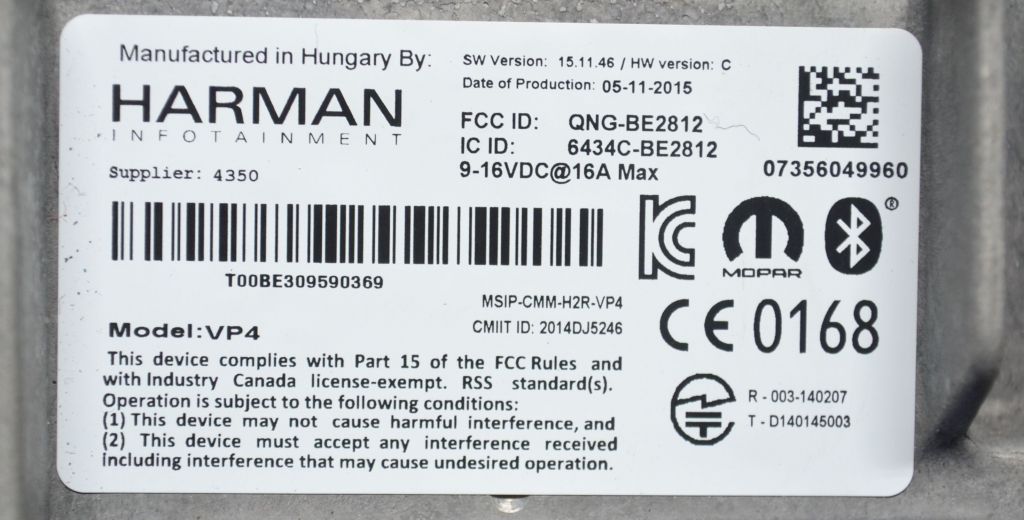 Manufactured in Hungary By:
HARMAN
INFOTAINMENT
Supplier: 4350
SW Version: 15.11.46 / HW version: C
Date of Production: 05-11-2015
FCC ID: QNG-BE2812
IC ID: 6434C-BE2812
9-16VDC@16A Max
07356049960
T00BE309590369
KC
MOPAR
®
MSIP-CMM-H2R-VP4
CMIIT ID: 2014DJ5246
CE 0168
Model:VP4
This device complies with Part 15 of the FCC Rules and
with Industry Canada license-exempt. RSS standard(s).
Operation is subject to the following conditions:
(1) This device may not cause harmful interference, and
(2) This device must accept any interference received
including interference that may cause undesired operation.
R - 003-140207
T - D140145003